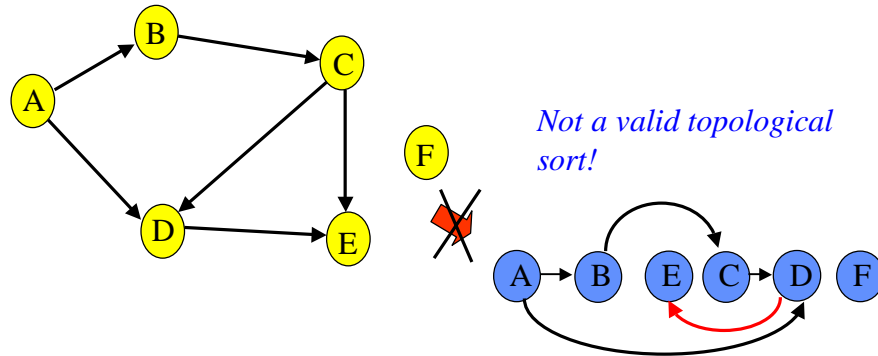 B
C
A
Not a valid topological
sort!
F
D
E
A B E C D F